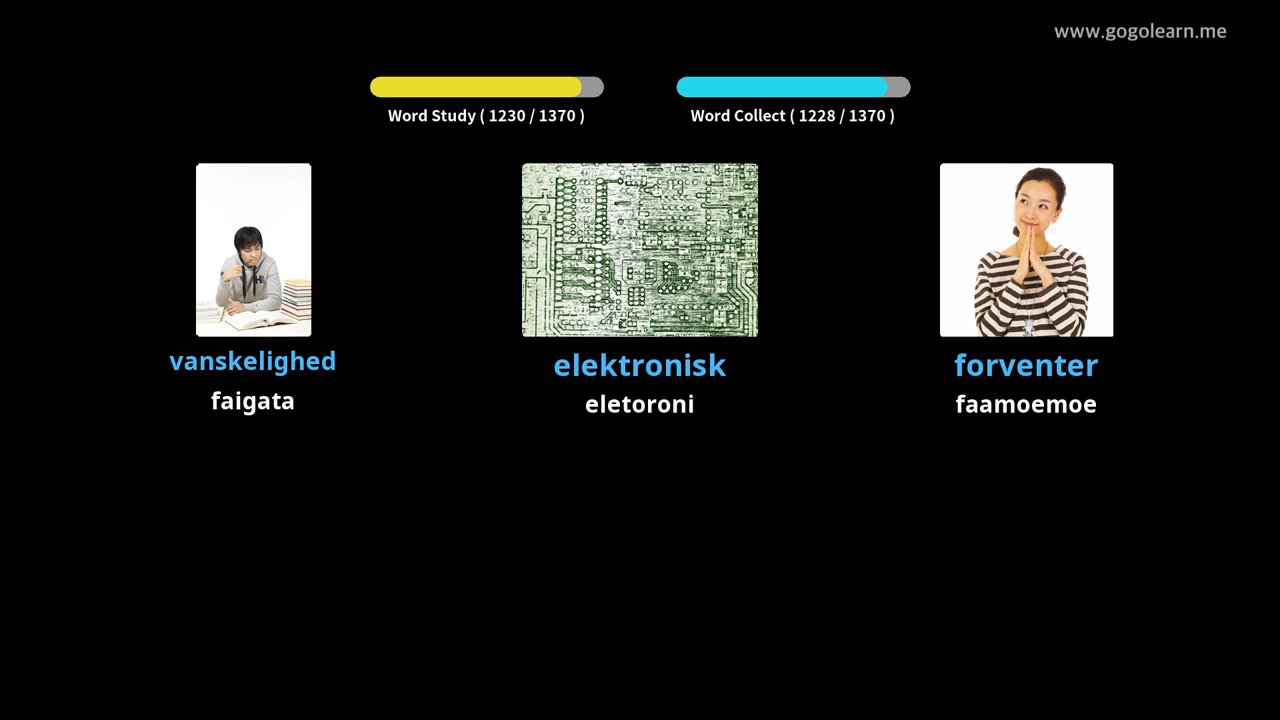 www.gogolearn.me
Word Study ( 1230 / 1370 )
Word Collect ( 1228 / 1370 )
vanskelighed
faigata
elektronisk
eletoroni
forventer
faamoemoe